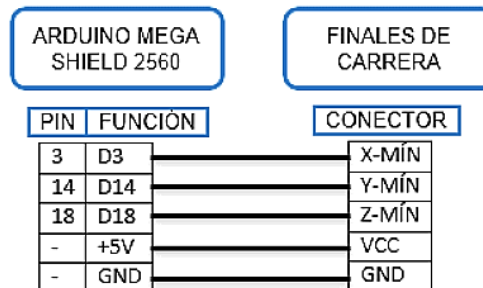 ARDUINO MEGA
SHIELD 2560
FINALES DE
CARRERA
PIN FUNCIÓN
CONECTOR
3 D3 X-MÍN
14 D14 Y-MÍN
18 D18 Z-MÍN
- +5V VCC
- GND GND